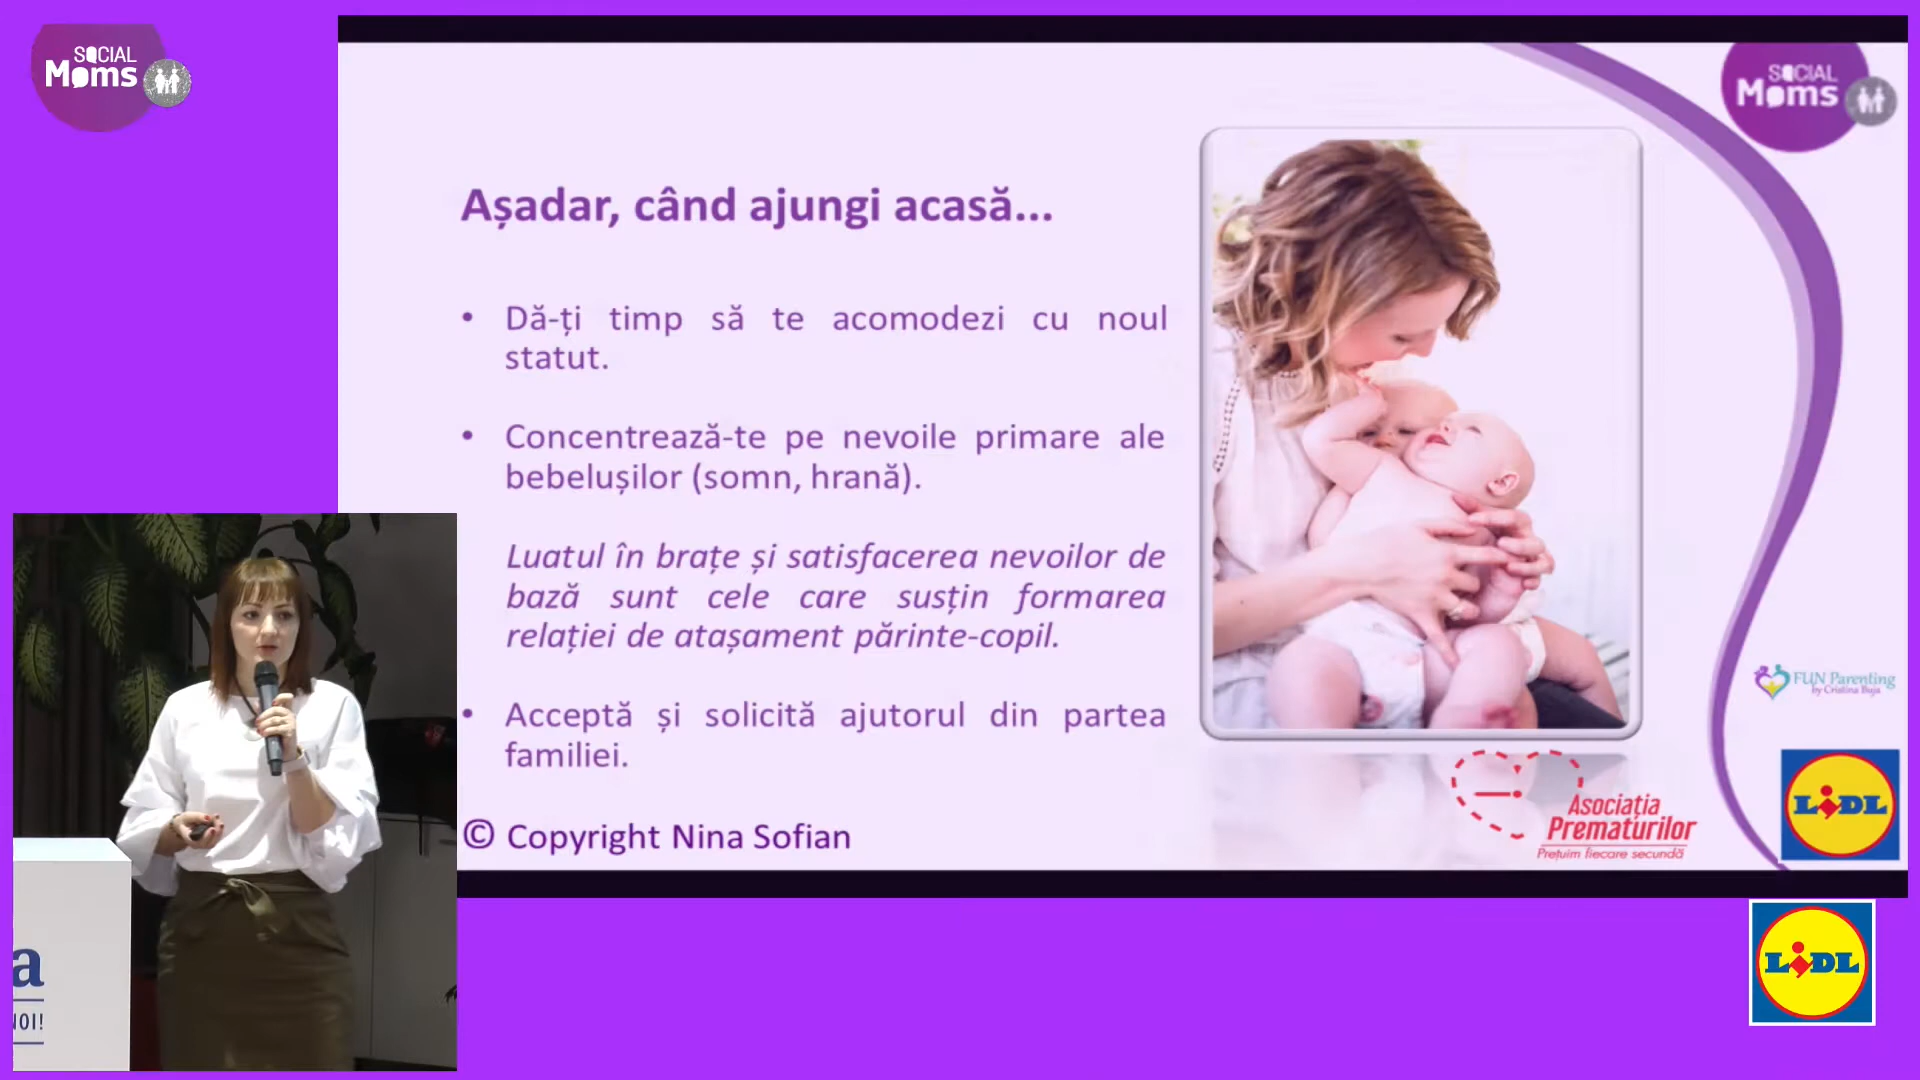 SOCIAL
Moms
SOCIAL
Moms
Așadar, când ajungi acasă...
• Dă-ți timp să te acomodezi cu noul
statut.
• Concentrează-te pe nevoile primare ale
bebelușilor (somn, hrană).
Luatul în brațe și satisfacerea nevoilor de
bază sunt cele care susțin formarea
relației de atașament părinte-copil.
• Acceptă și solicită ajutorul din partea
familiei.
© Copyright Nina Sofian
FUN Parenting
by Cristina Buja
Asociația
Prematurilor
Prețuim fiecare secundă
LIDL
LIDL
a
NOI!